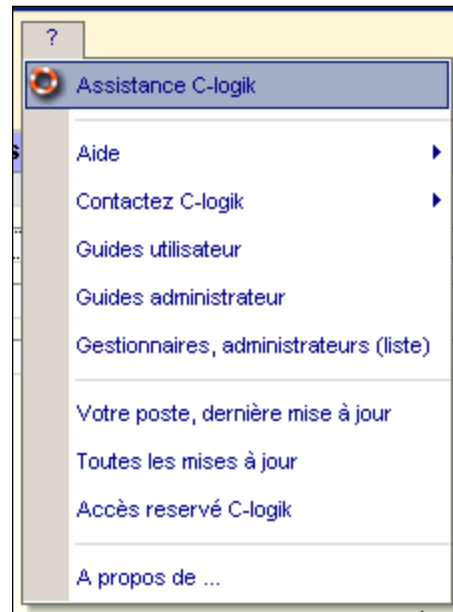 ?
Assistance C-logik
Aide
Contactez C-logik
Guides utilisateur
Guides administrateur
Gestionnaires, administrateurs (liste)
Votre poste, dernière mise à jour
Toutes les mises à jour
Accès reservé C-logik
A propos de ...